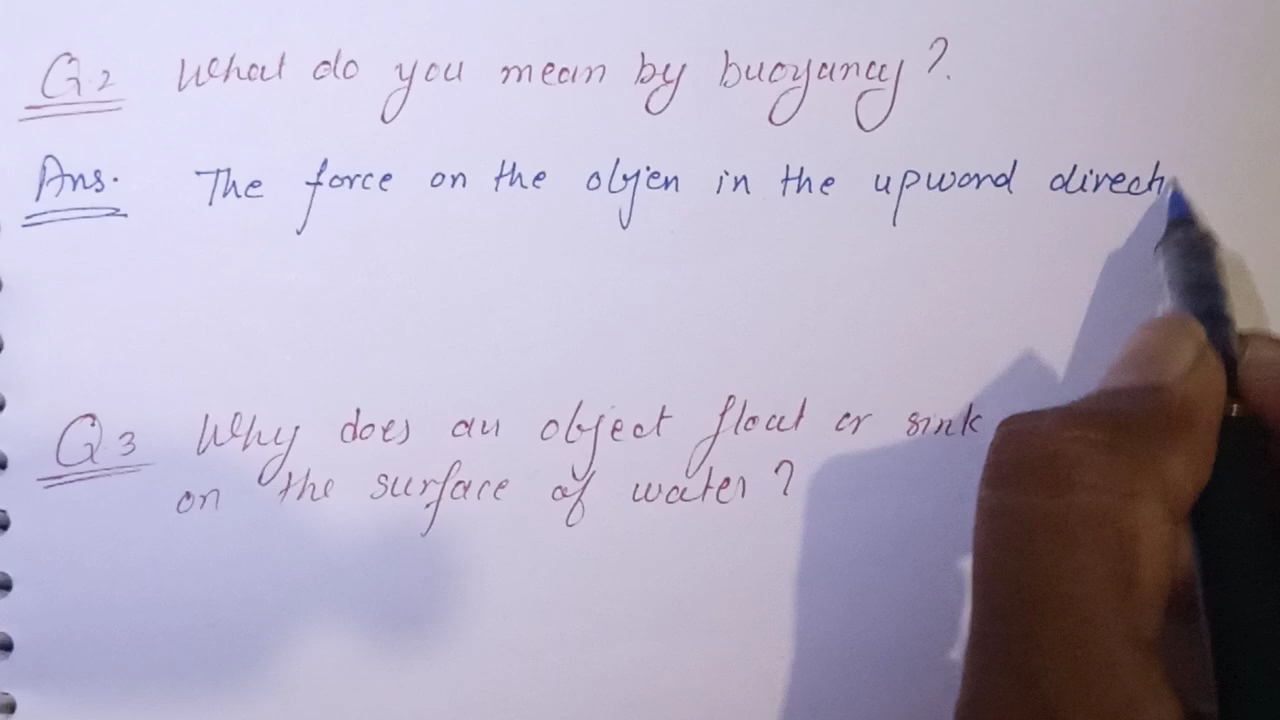 Q.2 What do you mean by buoyancy?
Ans. The force on the objen in the upword direch
Q.3 Why does an object float or sink
on the surface of water?